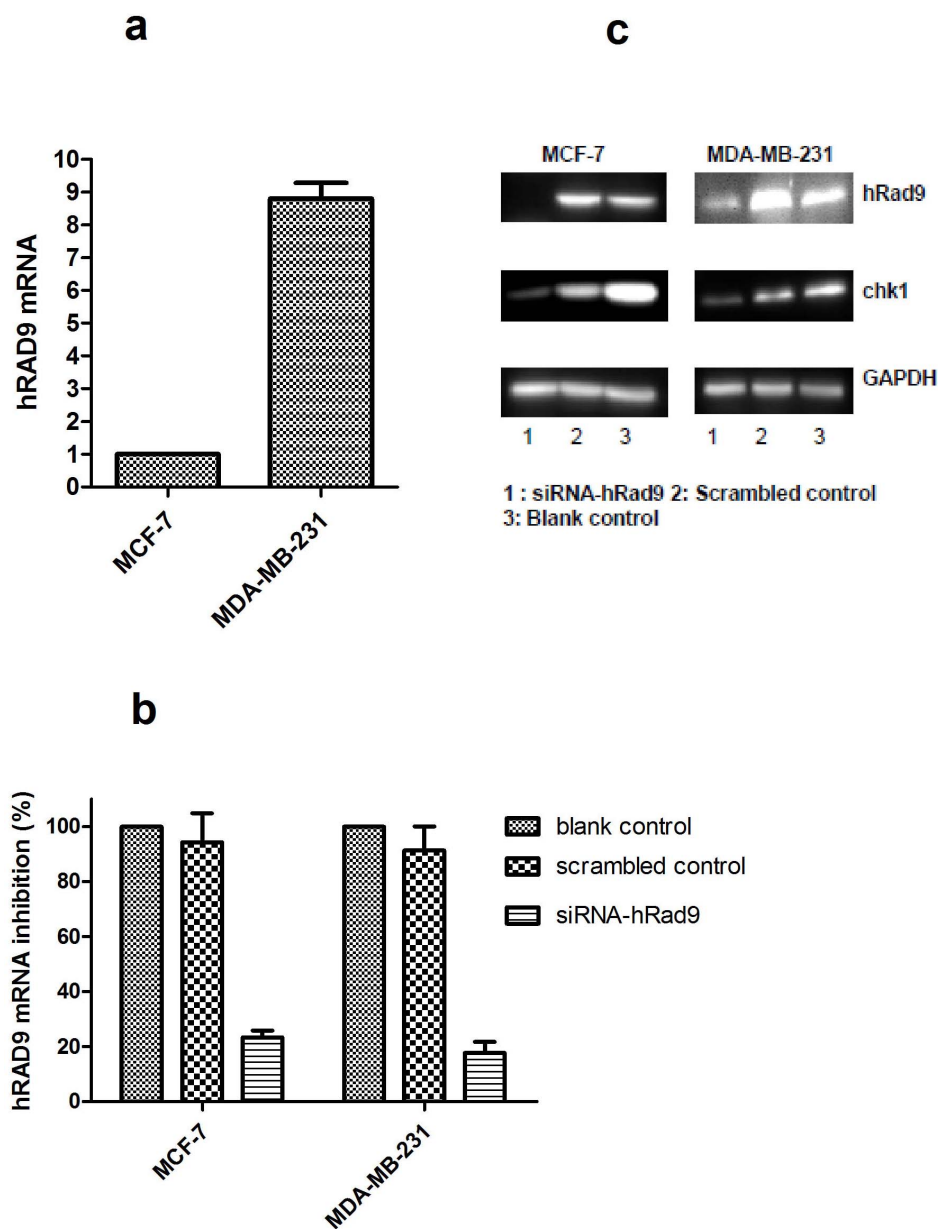 a
hRAD9 mRNA
10
9
8
7
6
5
4
3
2
1
0
MCF-7
MDA-MB-231
c
MCF-7 MDA-MB-231
hRad9
chk1
GAPDH
1 2 3 1 2 3
1 : siRNA-hRad9 2: Scrambled control
3: Blank control
b
hRAD9 mRNA inhibition (%)
100
80
60
40
20
0
MCF-7
MDA-MB-231
blank control
scrambled control
siRNA-hRad9